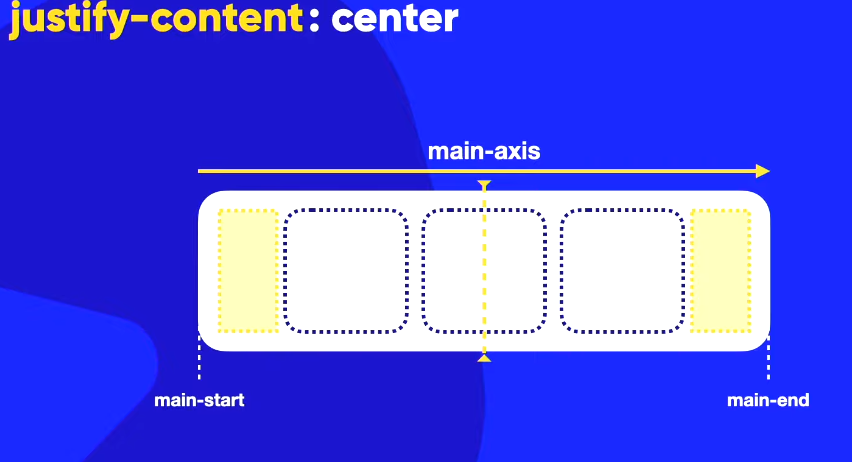 justify-content: center
main-axis
main-start
main-end